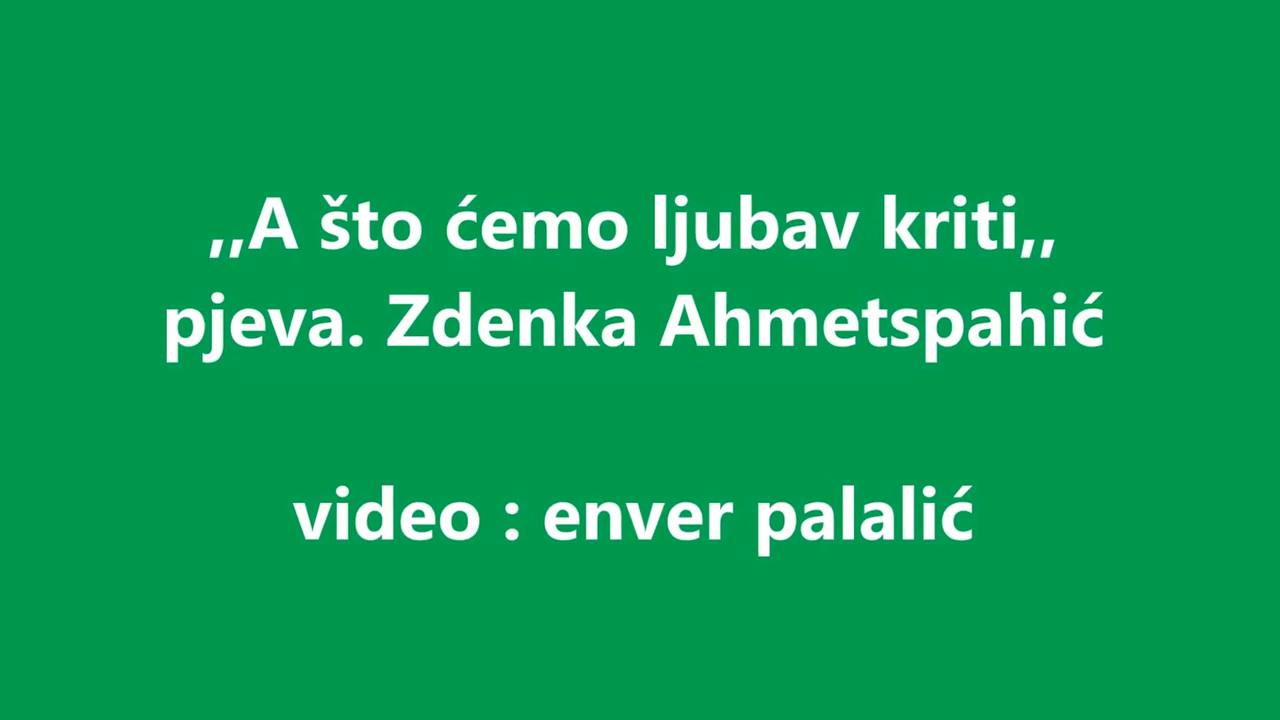 ,,A što ćemo ljubav kriti,,
pjeva. Zdenka Ahmetspahić
video : enver palalić